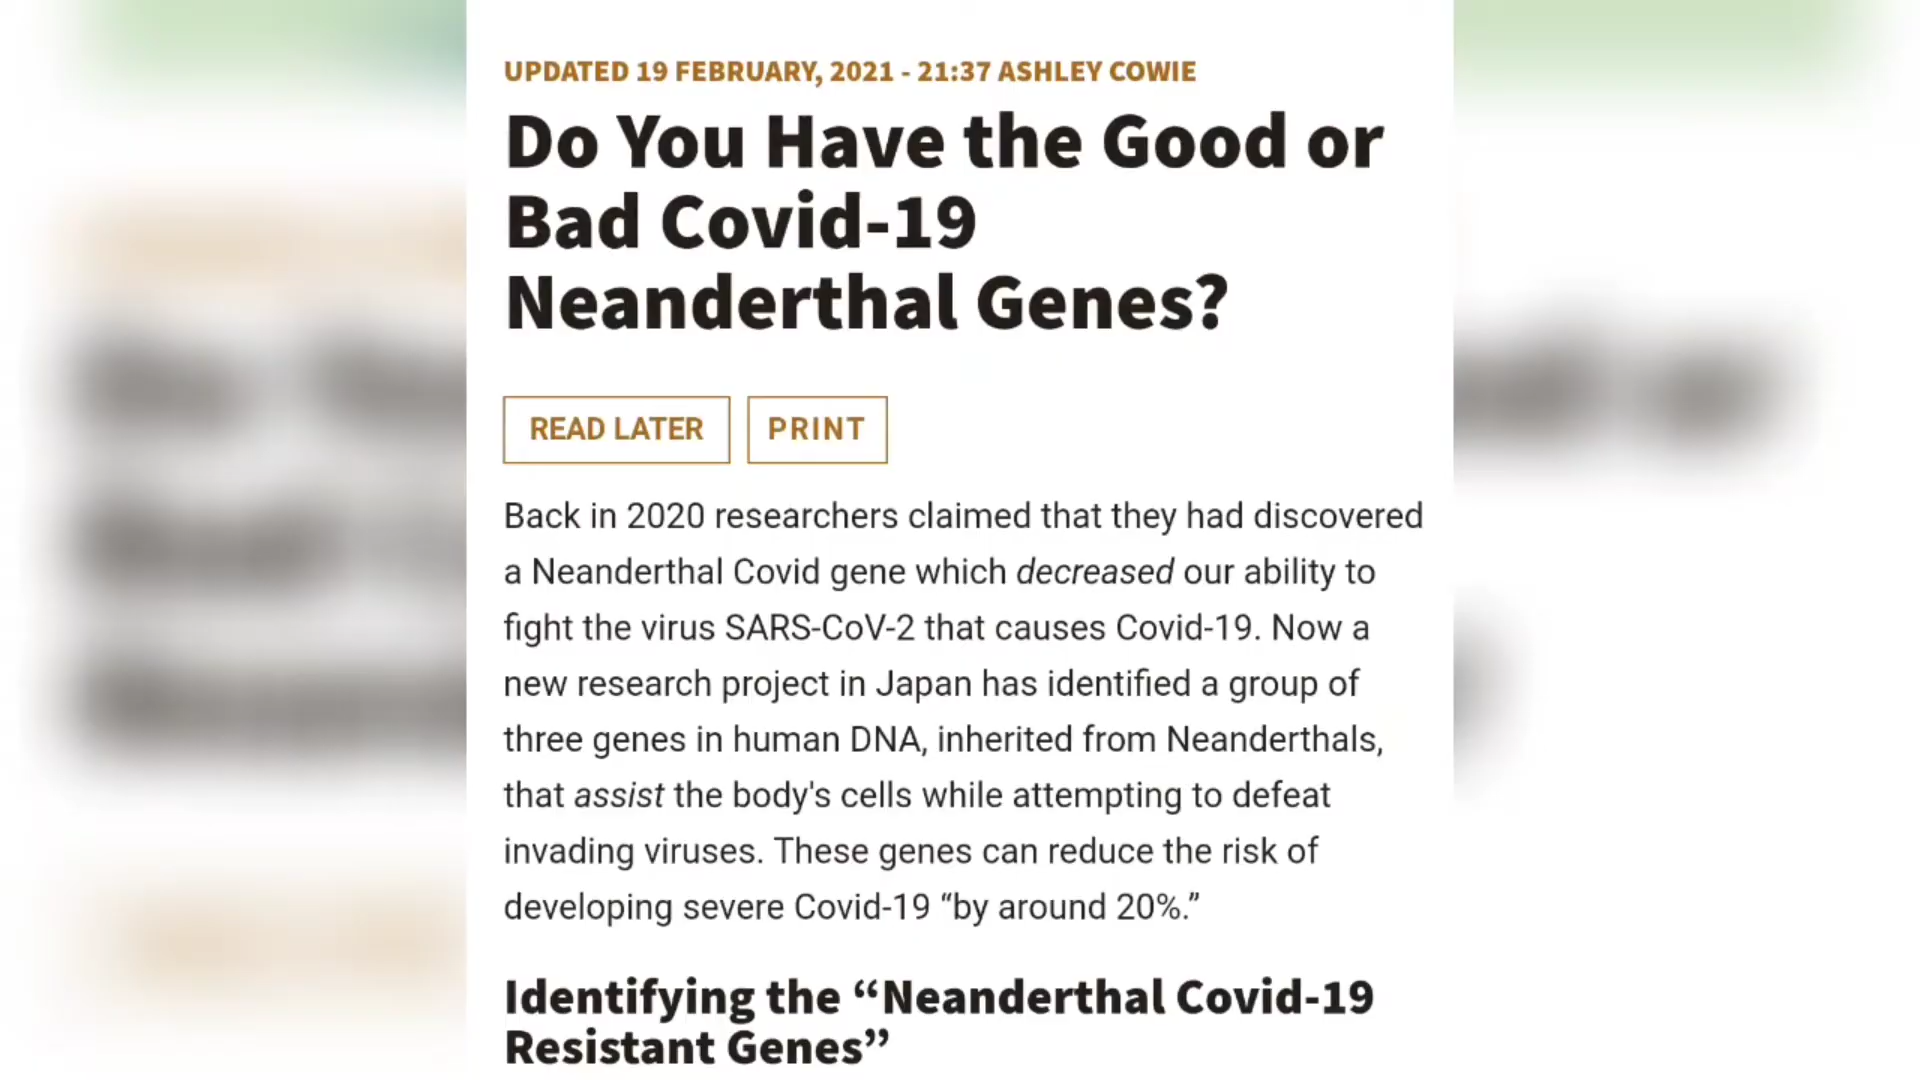 UPDATED 19 FEBRUARY, 2021 - 21:37 ASHLEY COWIE
Do You Have the Good or
Bad Covid-19
Neanderthal Genes?
READ LATER PRINT
Back in 2020 researchers claimed that they had discovered
a Neanderthal Covid gene which decreased our ability to
fight the virus SARS-CoV-2 that causes Covid-19. Now a
new research project in Japan has identified a group of
three genes in human DNA, inherited from Neanderthals,
that assist the body's cells while attempting to defeat
invading viruses. These genes can reduce the risk of
developing severe Covid-19 “by around 20%.”
Identifying the “Neanderthal Covid-19
Resistant Genes”